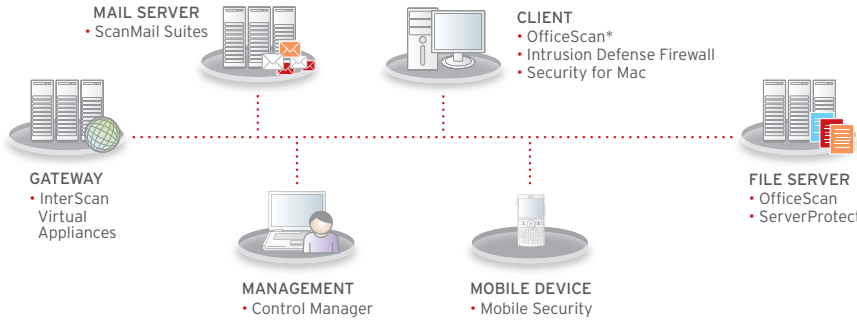 MAIL SERVER
• ScanMail Suites
CLIENT
• OfficeScan*
• Intrusion Defense Firewall
• Security for Mac
GATEWAY
• InterScan
Virtual
Appliances
FILE SERVER
• OfficeScan
• ServerProtect
MANAGEMENT
• Control Manager
MOBILE DEVICE
• Mobile Security